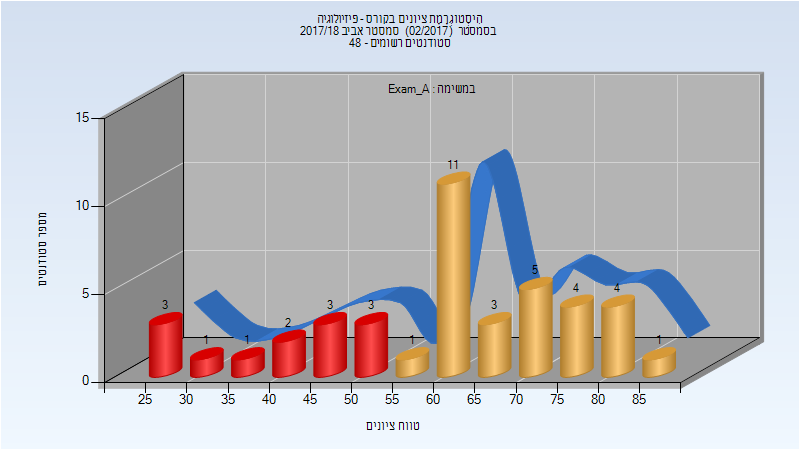 היסטוגרמת ציונים בקורס - פיזיולוגיה
בסמסטר (02/2017) סמסטר אביב 2017/18
סטודנטים רשומים - 48
במשימה : Exam_A
מספר סטודנטים
15
10
5
0
3
1
1
2
3
3
1
11
3
5
4
4
1
25 30 35 40 45 50 55 60 65 70 75 80 85
טווח ציונים